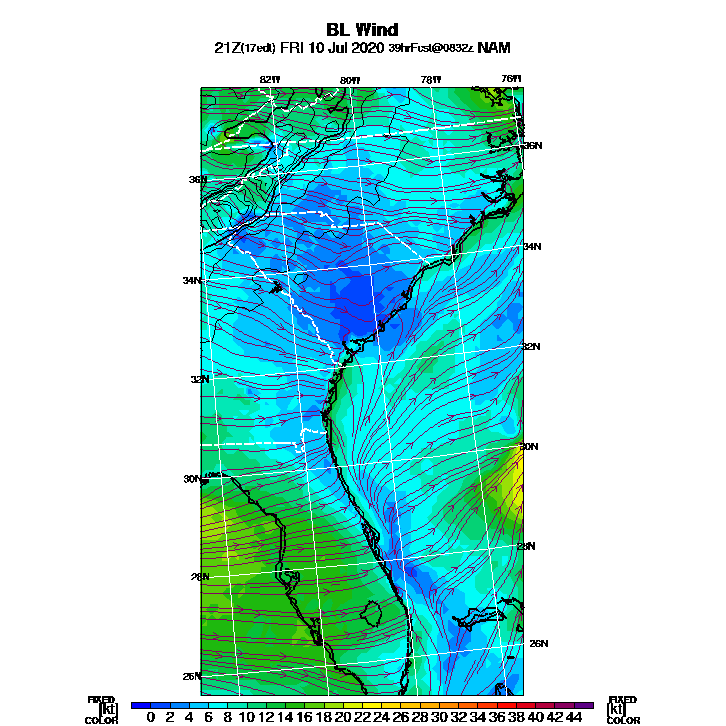 BL Wind
21Z(17edt) FRI 10 Jul 2020 39hrFcst@0832z NAM
82W 80W 78W 76W
36N
36N
34N
34N
32N
32N
30N
30N
28N
28N
26N
26N
FIXED FIXED
[kt] [kt]
COLOR COLOR
0 2 4 6 8 10 12 14 16 18 20 22 24 26 28 30 32 34 36 38 40 42 44